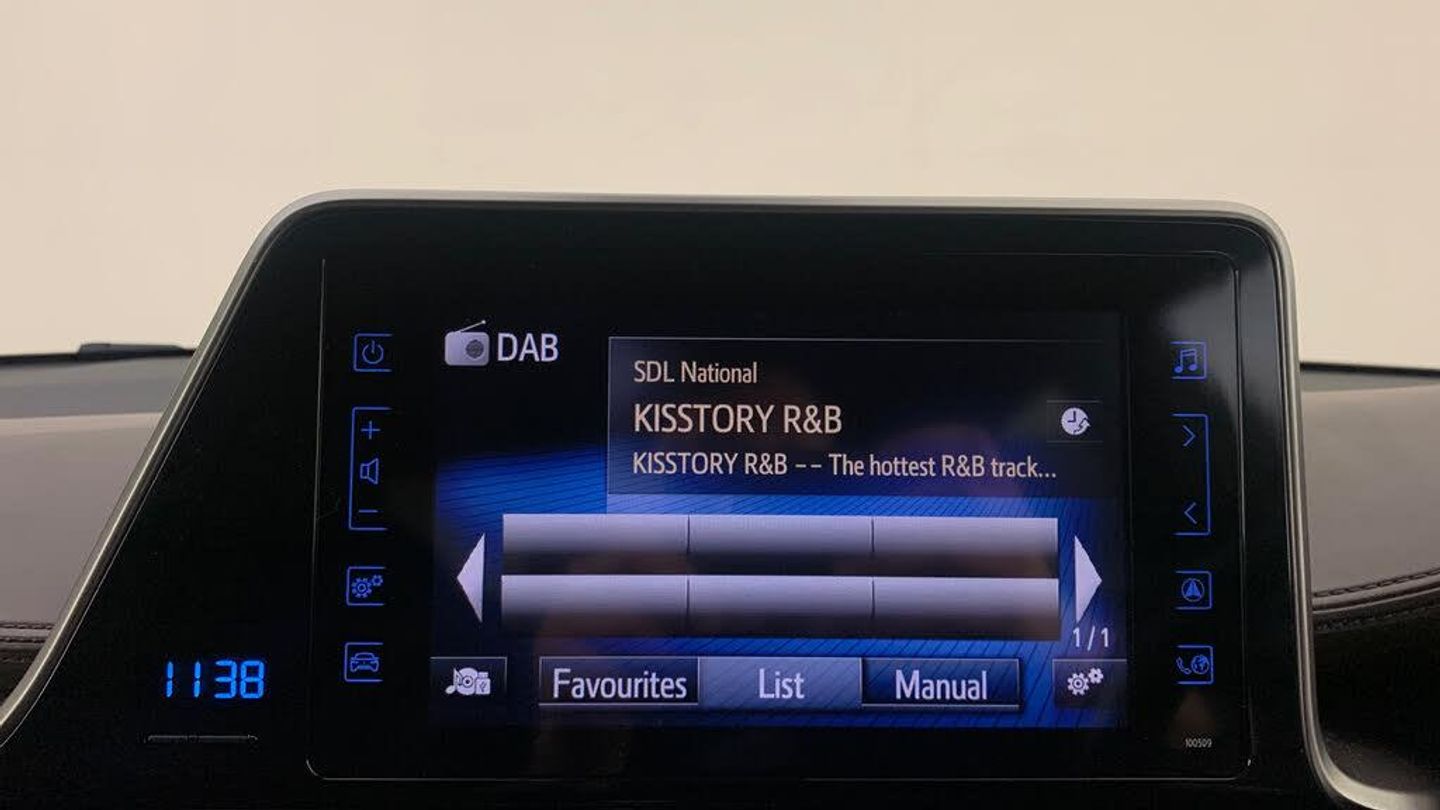 DAB
SDL National
KISSTORY R&B
KISSTORY R&B -- The hottest R&B track...
1/1
Favourites List Manual
1138
100509